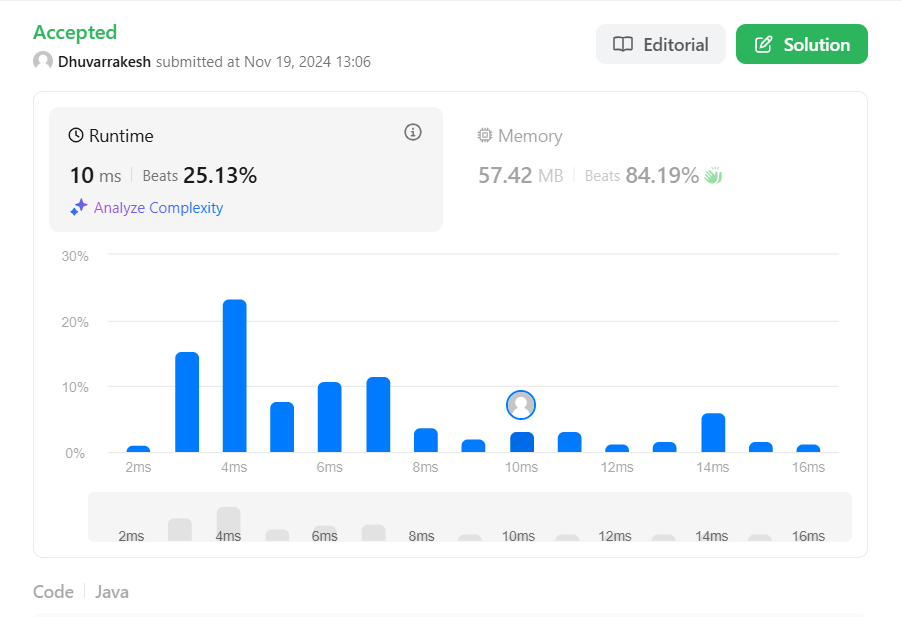 Accepted
Editorial
Solution
Dhuvarrakesh submitted at Nov 19, 2024 13:06
Runtime
10 ms | Beats 25.13%
Analyze Complexity
Memory
57.42 MB | Beats 84.19%
30%
20%
10%
0%
2ms 4ms 6ms 8ms 10ms 12ms 14ms 16ms
2ms 4ms 6ms 8ms 10ms 12ms 14ms 16ms
Code | Java